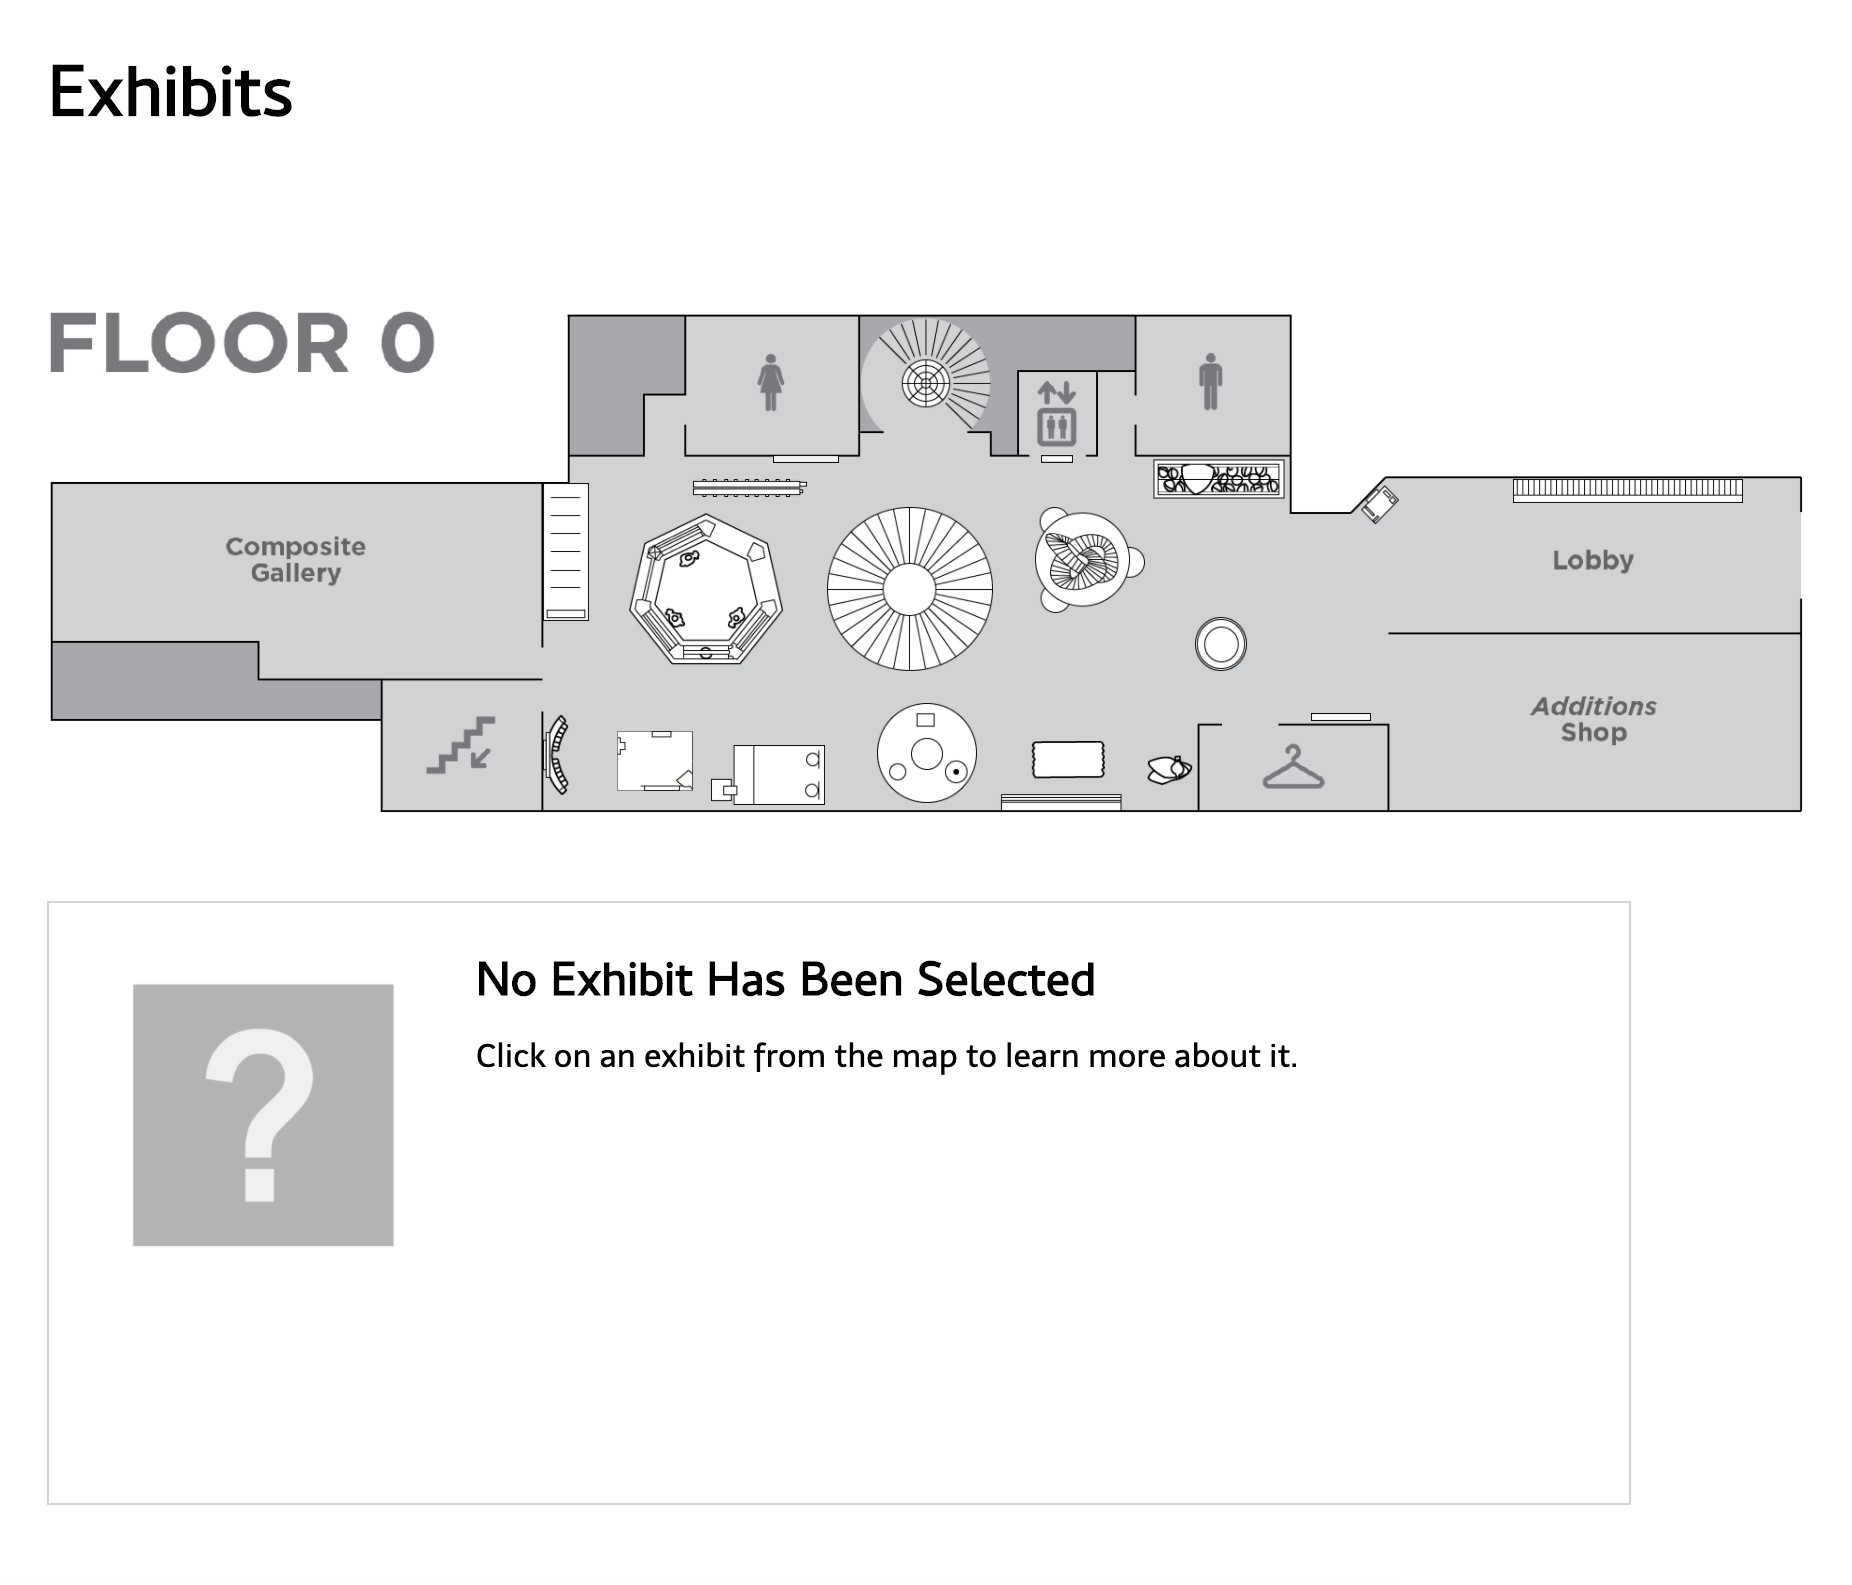 Exhibits
FLOOR 0
Composite
Gallery
Lobby
Additions
Shop
No Exhibit Has Been Selected
Click on an exhibit from the map to learn more about it.
?